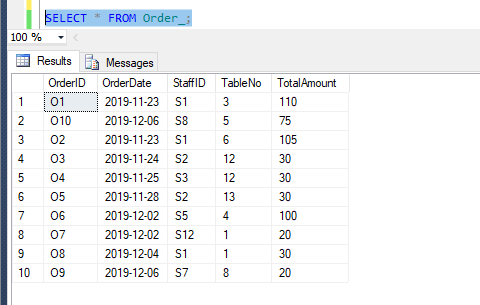 SELECT * FROM Order_;
100 %
Results Messages
OrderID OrderDate StaffID TableNo TotalAmount
1 O1 2019-11-23 S1 3 110
2 O10 2019-12-06 S8 5 75
3 O2 2019-11-23 S1 6 105
4 O3 2019-11-24 S2 12 30
5 O4 2019-11-25 S3 12 30
6 O5 2019-11-28 S2 13 30
7 O6 2019-12-02 S5 4 100
8 O7 2019-12-02 S12 1 20
9 O8 2019-12-04 S1 1 30
10 O9 2019-12-06 S7 8 20